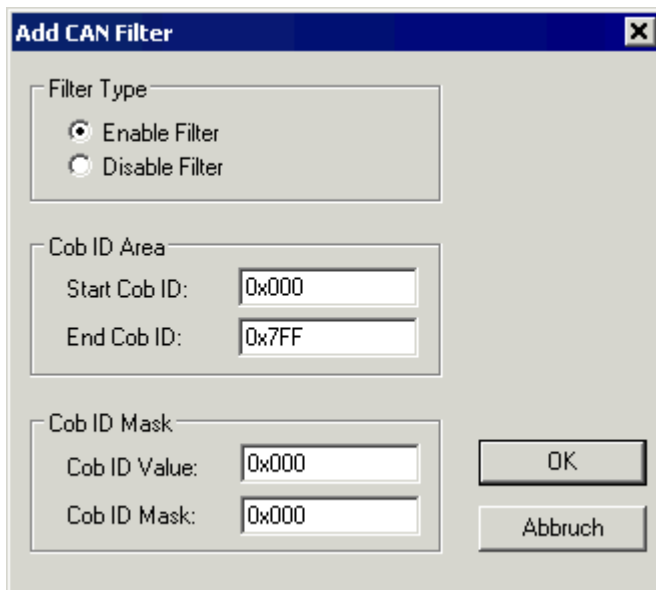 Add CAN Filter
Filter Type
Enable Filter
Disable Filter
Cob ID Area
Start Cob ID: 0x000
End Cob ID: 0x7FF
Cob ID Mask
Cob ID Value: 0x000
Cob ID Mask: 0x000
OK
Abbruch